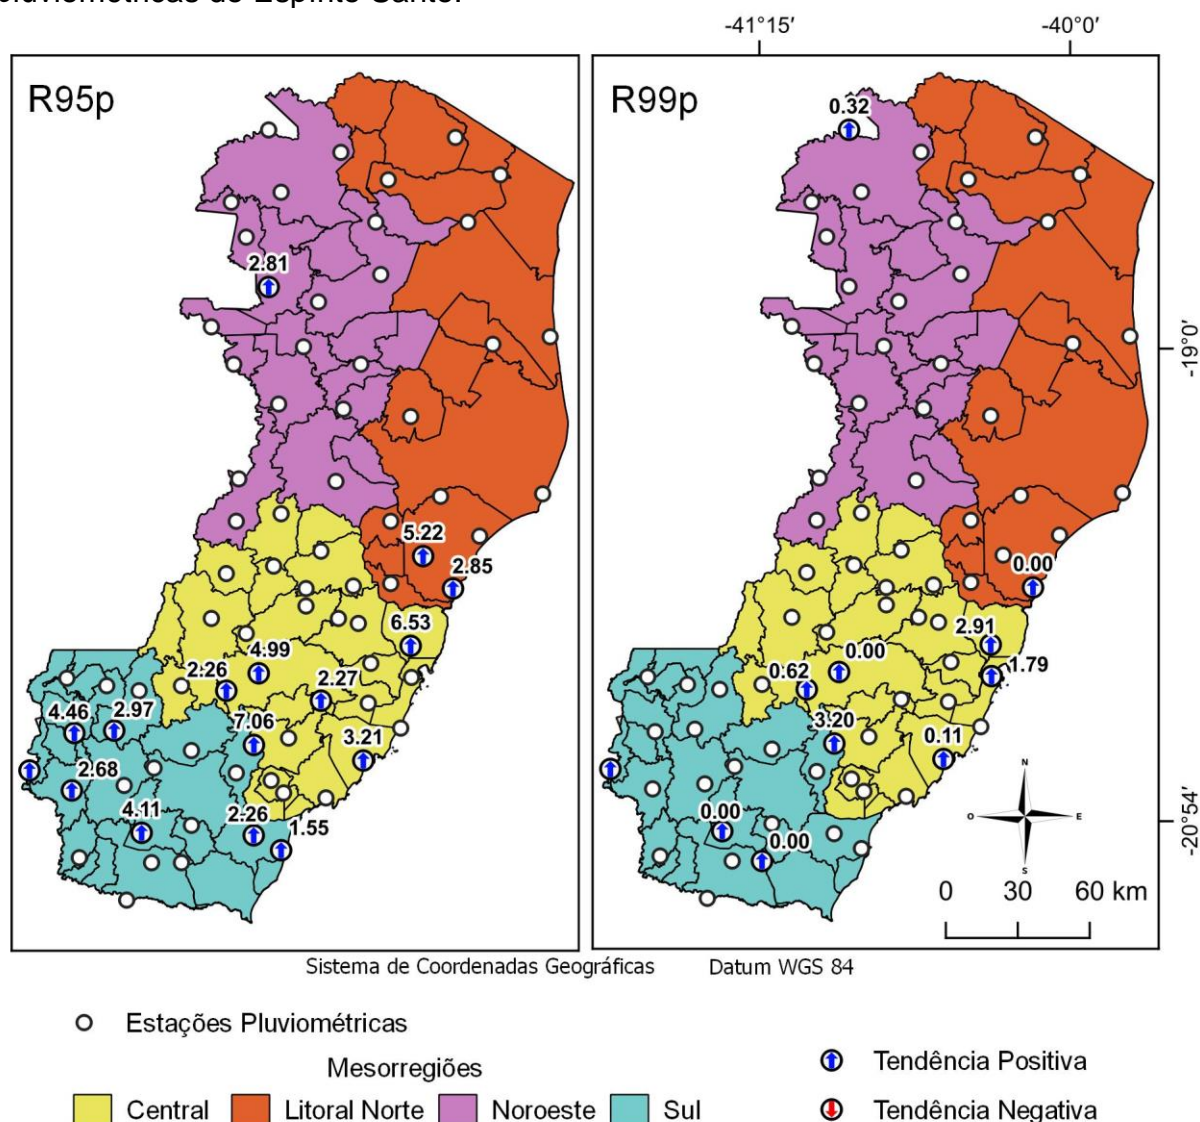 pluviométricas do Espírito Santo.
-41°15′ -40°0′
R95p
R99p
0.32
2.81
-19°0′
5.22
2.85
0.00
6.53
2.91
4.99
0.00
1.79
2.26
2.27
0.62
4.46
2.97
7.06
3.20
3.21
0.11
2.68
N
4.11
2.26
1.55
0.00
0.00
O E
-20°54′
S
0 30 60 km
Sistema de Coordenadas Geográficas Datum WGS 84
Estações Pluviométricas
Mesorregiões
Tendência Positiva
Central Litoral Norte Noroeste Sul
Tendência Negativa